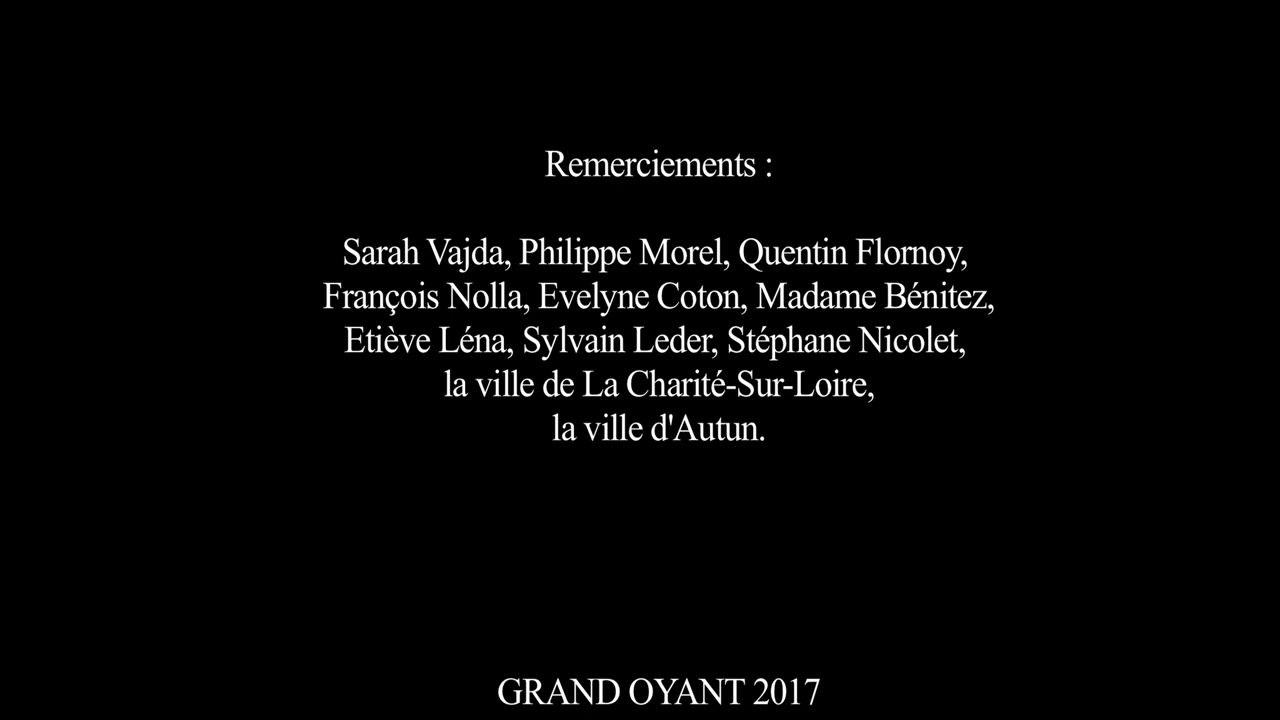 Remerciements :
Sarah Vajda, Philippe Morel, Quentin Flornoy,
François Nolla, Evelyne Coton, Madame Bénitez,
Etiève Léna, Sylvain Leder, Stéphane Nicolet,
la ville de La Charité-Sur-Loire,
la ville d'Autun.
GRAND OYANT 2017